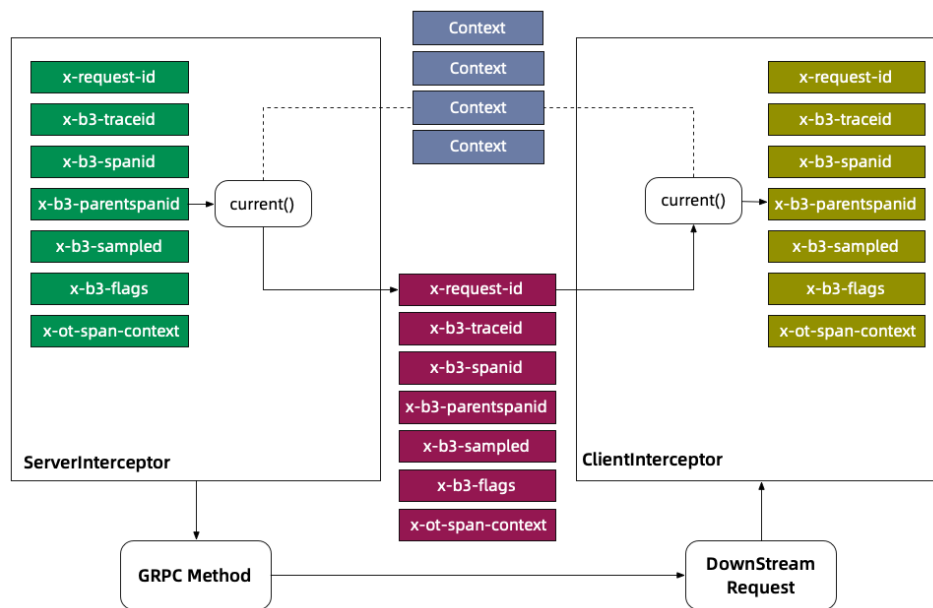 Context
Context
Context
Context
x-request-id
x-b3-traceid
x-b3-spanid
x-b3-parentspanid
x-b3-sampled
x-b3-flags
x-ot-span-context
current()
ServerInterceptor
x-request-id
x-b3-traceid
x-b3-spanid
x-b3-parentspanid
x-b3-sampled
x-b3-flags
x-ot-span-context
current()
x-request-id
x-b3-traceid
x-b3-spanid
x-b3-parentspanid
x-b3-sampled
x-b3-flags
x-ot-span-context
ClientInterceptor
GRPC Method
DownStream
Request